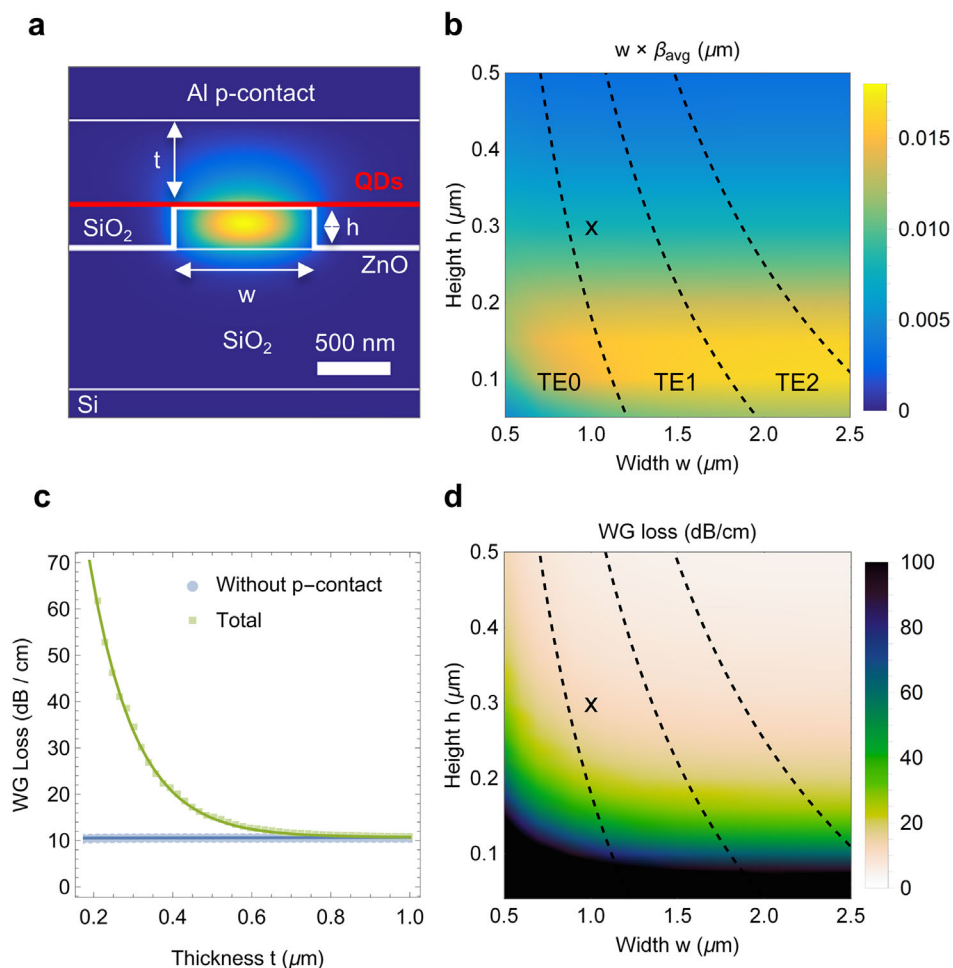 a
Al p-contact
t
QDs
SiO₂
h
ZnO
w
SiO₂
500 nm
Si
b
w × βavg (µm)
Height h (µm)
0.5
0.4
0.3
0.2
0.1
x
TE0 TE1 TE2
0.5 1.0 1.5 2.0 2.5
Width w (µm)
0.015
0.010
0.005
0
c
WG Loss (dB / cm)
70
60
50
40
30
20
10
0
Without p-contact
Total
0.2 0.4 0.6 0.8 1.0
Thickness t (µm)
d
WG loss (dB/cm)
Height h (µm)
0.5
0.4
0.3
0.2
0.1
x
0.5 1.0 1.5 2.0 2.5
Width w (µm)
100
80
60
40
20
0